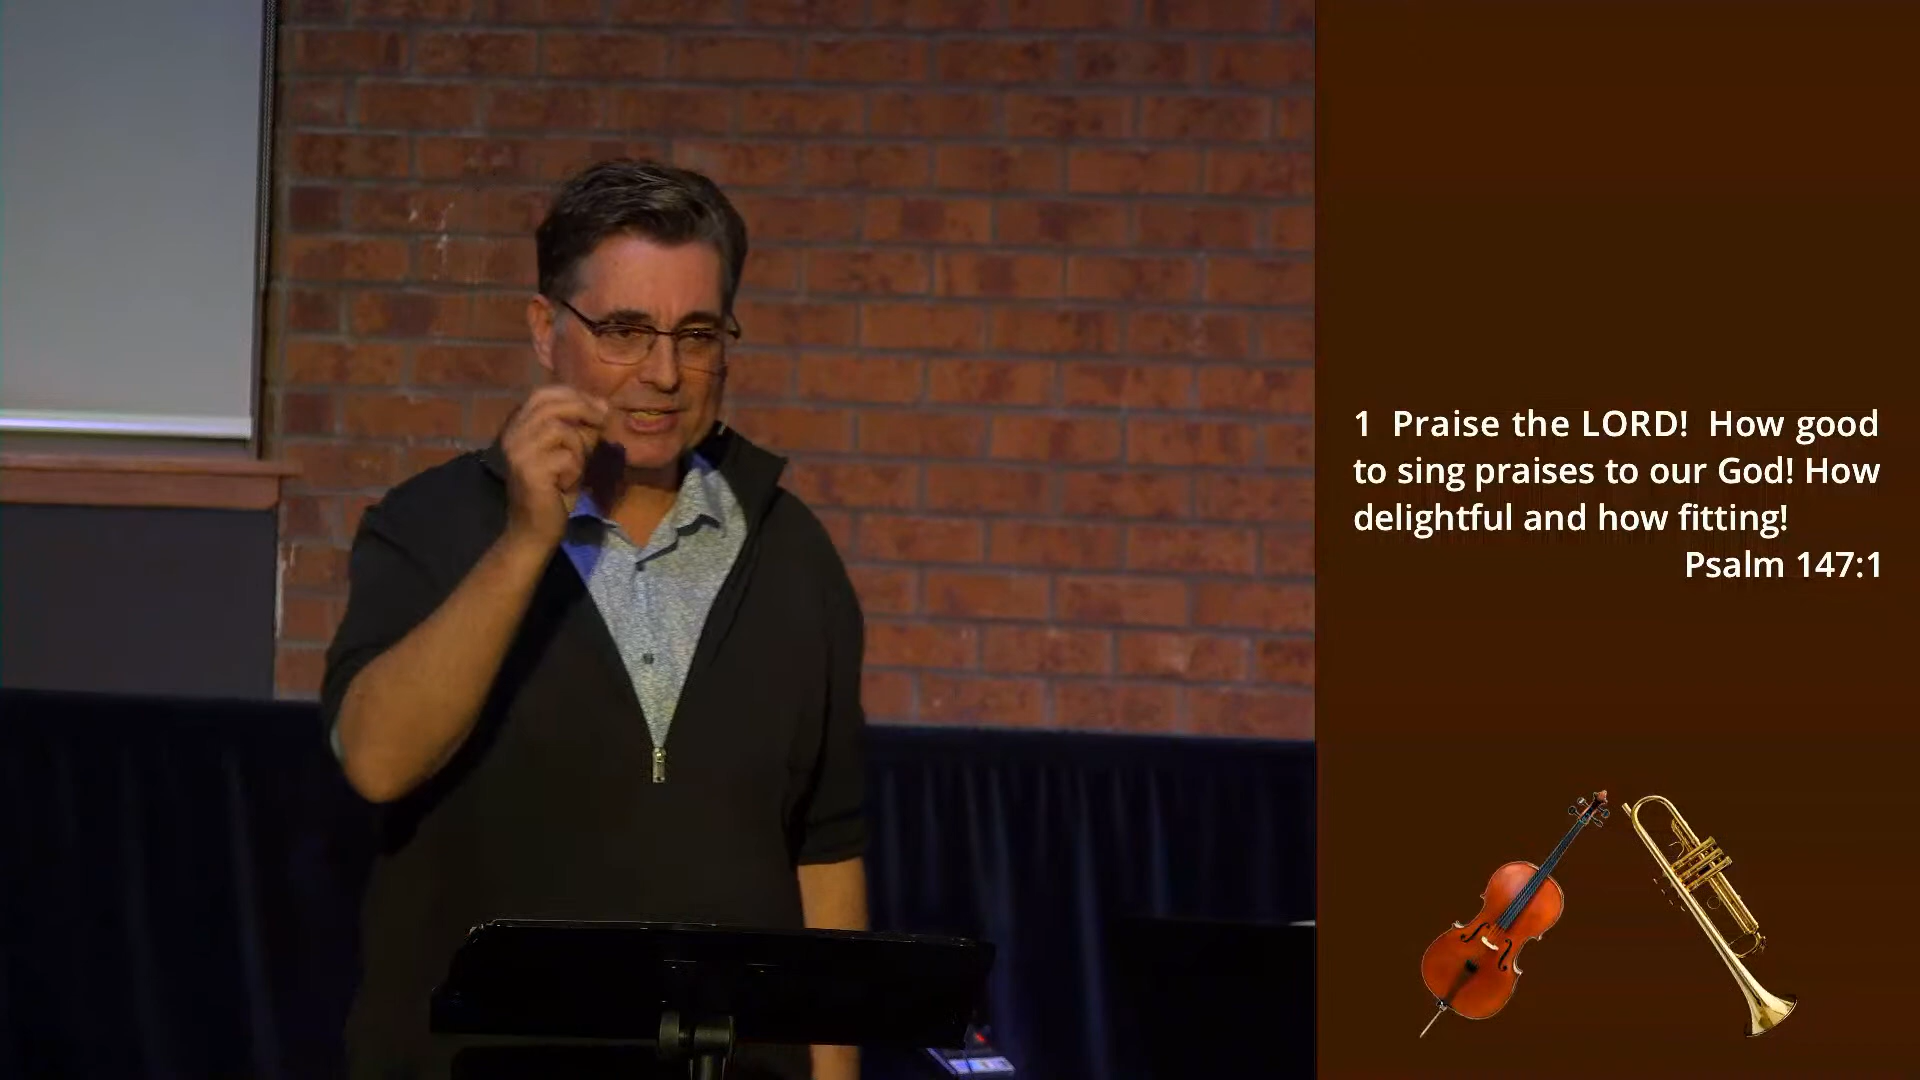 1 Praise the LORD! How good
to sing praises to our God! How
delightful and how fitting!
Psalm 147:1